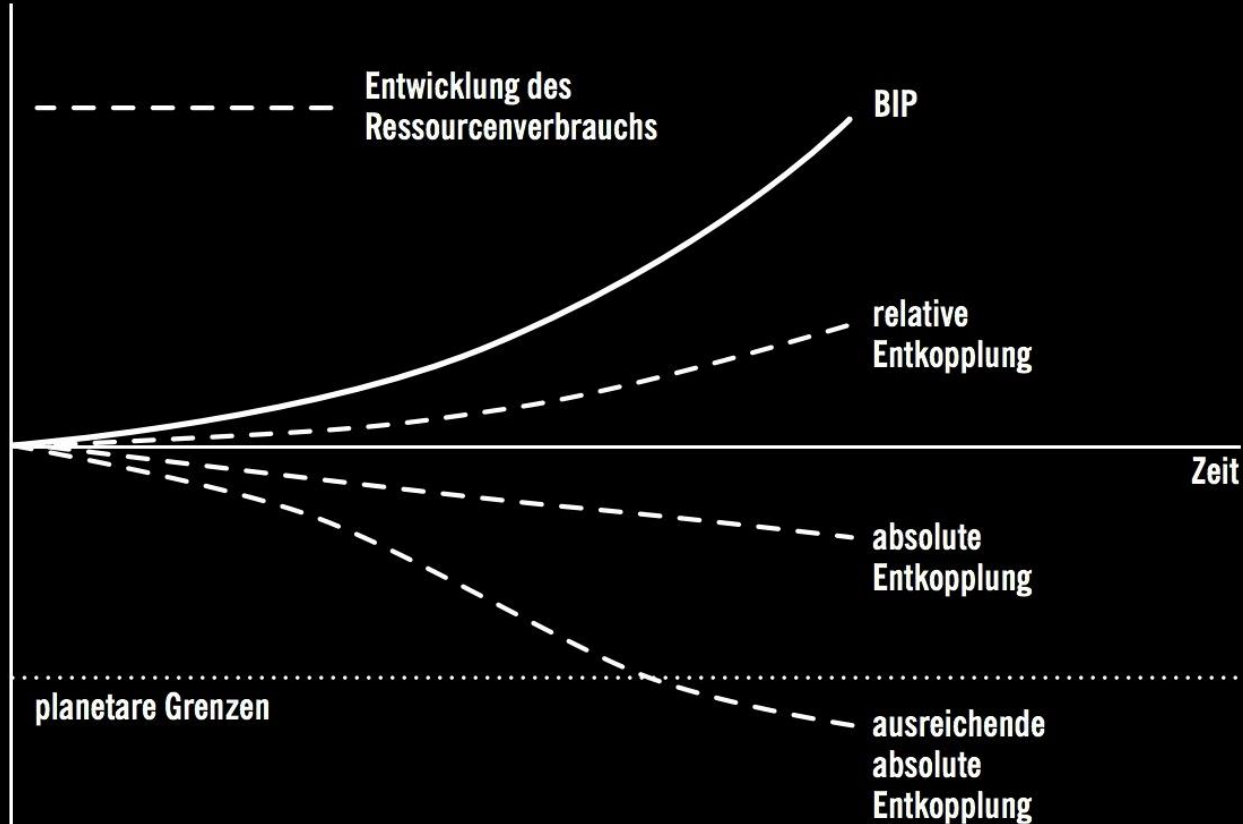 Entwicklung des
Ressourcenverbrauchs
BIP
relative
Entkopplung
Zeit
absolute
Entkopplung
planetare Grenzen
ausreichende
absolute
Entkopplung